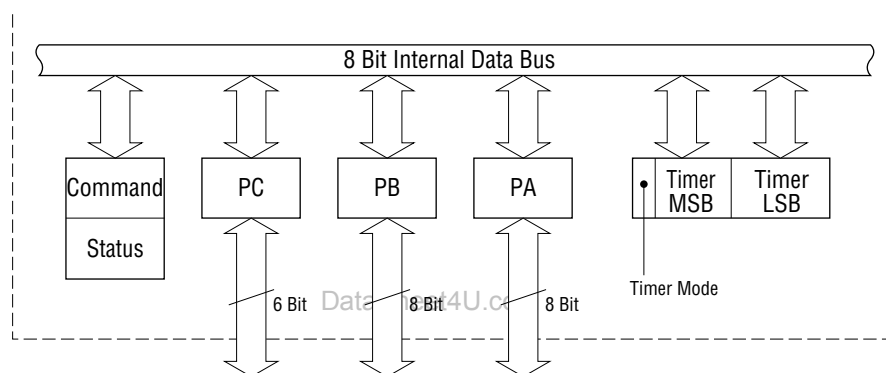 8 Bit Internal Data Bus
Command
Status
PC
PB
PA
Timer
MSB
Timer
LSB
Timer Mode
6 Bit
8 Bit
8 Bit